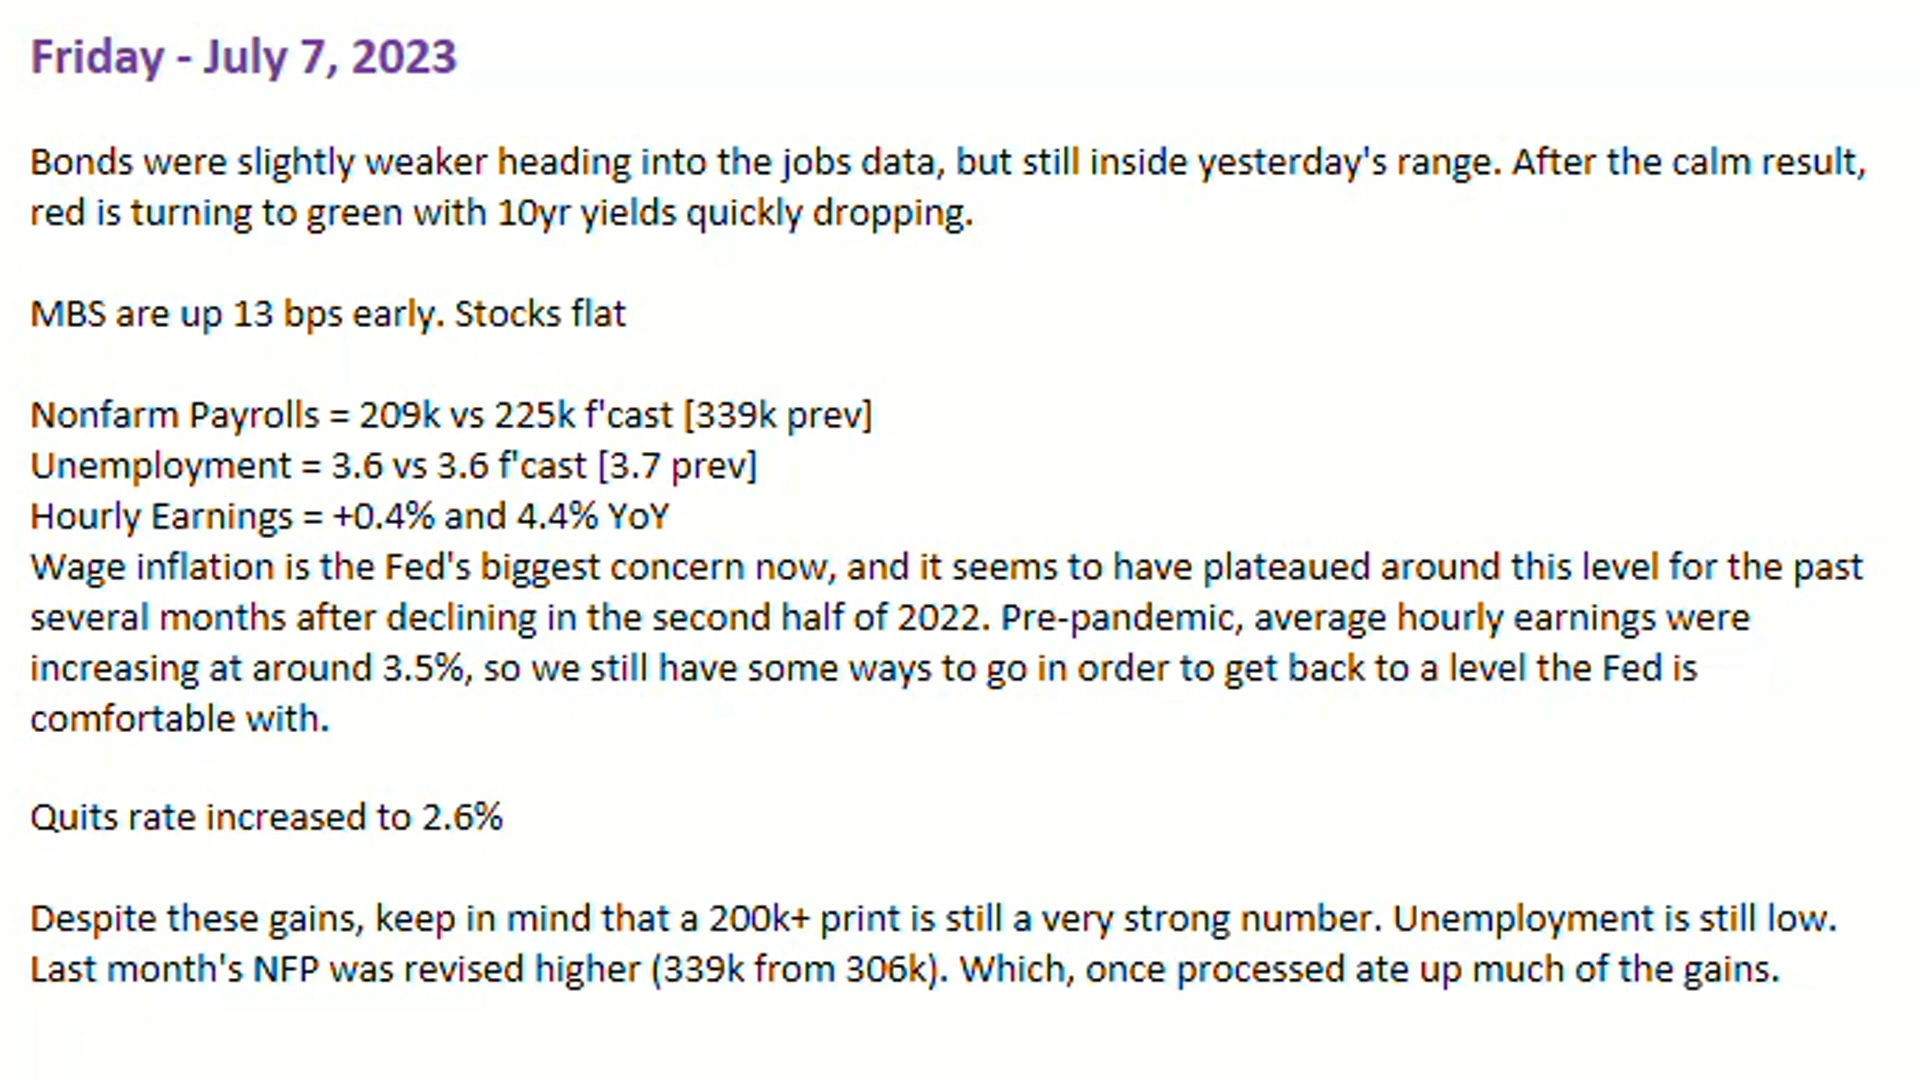 Friday - July 7, 2023
Bonds were slightly weaker heading into the jobs data, but still inside yesterday's range. After the calm result,
red is turning to green with 10yr yields quickly dropping.
MBS are up 13 bps early. Stocks flat
Nonfarm Payrolls = 209k vs 225k f'cast [339k prev]
Unemployment = 3.6 vs 3.6 f'cast [3.7 prev]
Hourly Earnings = +0.4% and 4.4% YoY
Wage inflation is the Fed's biggest concern now, and it seems to have plateaued around this level for the past
several months after declining in the second half of 2022. Pre-pandemic, average hourly earnings were
increasing at around 3.5%, so we still have some ways to go in order to get back to a level the Fed is
comfortable with.
Quits rate increased to 2.6%
Despite these gains, keep in mind that a 200k+ print is still a very strong number. Unemployment is still low.
Last month's NFP was revised higher (339k from 306k). Which, once processed ate up much of the gains.